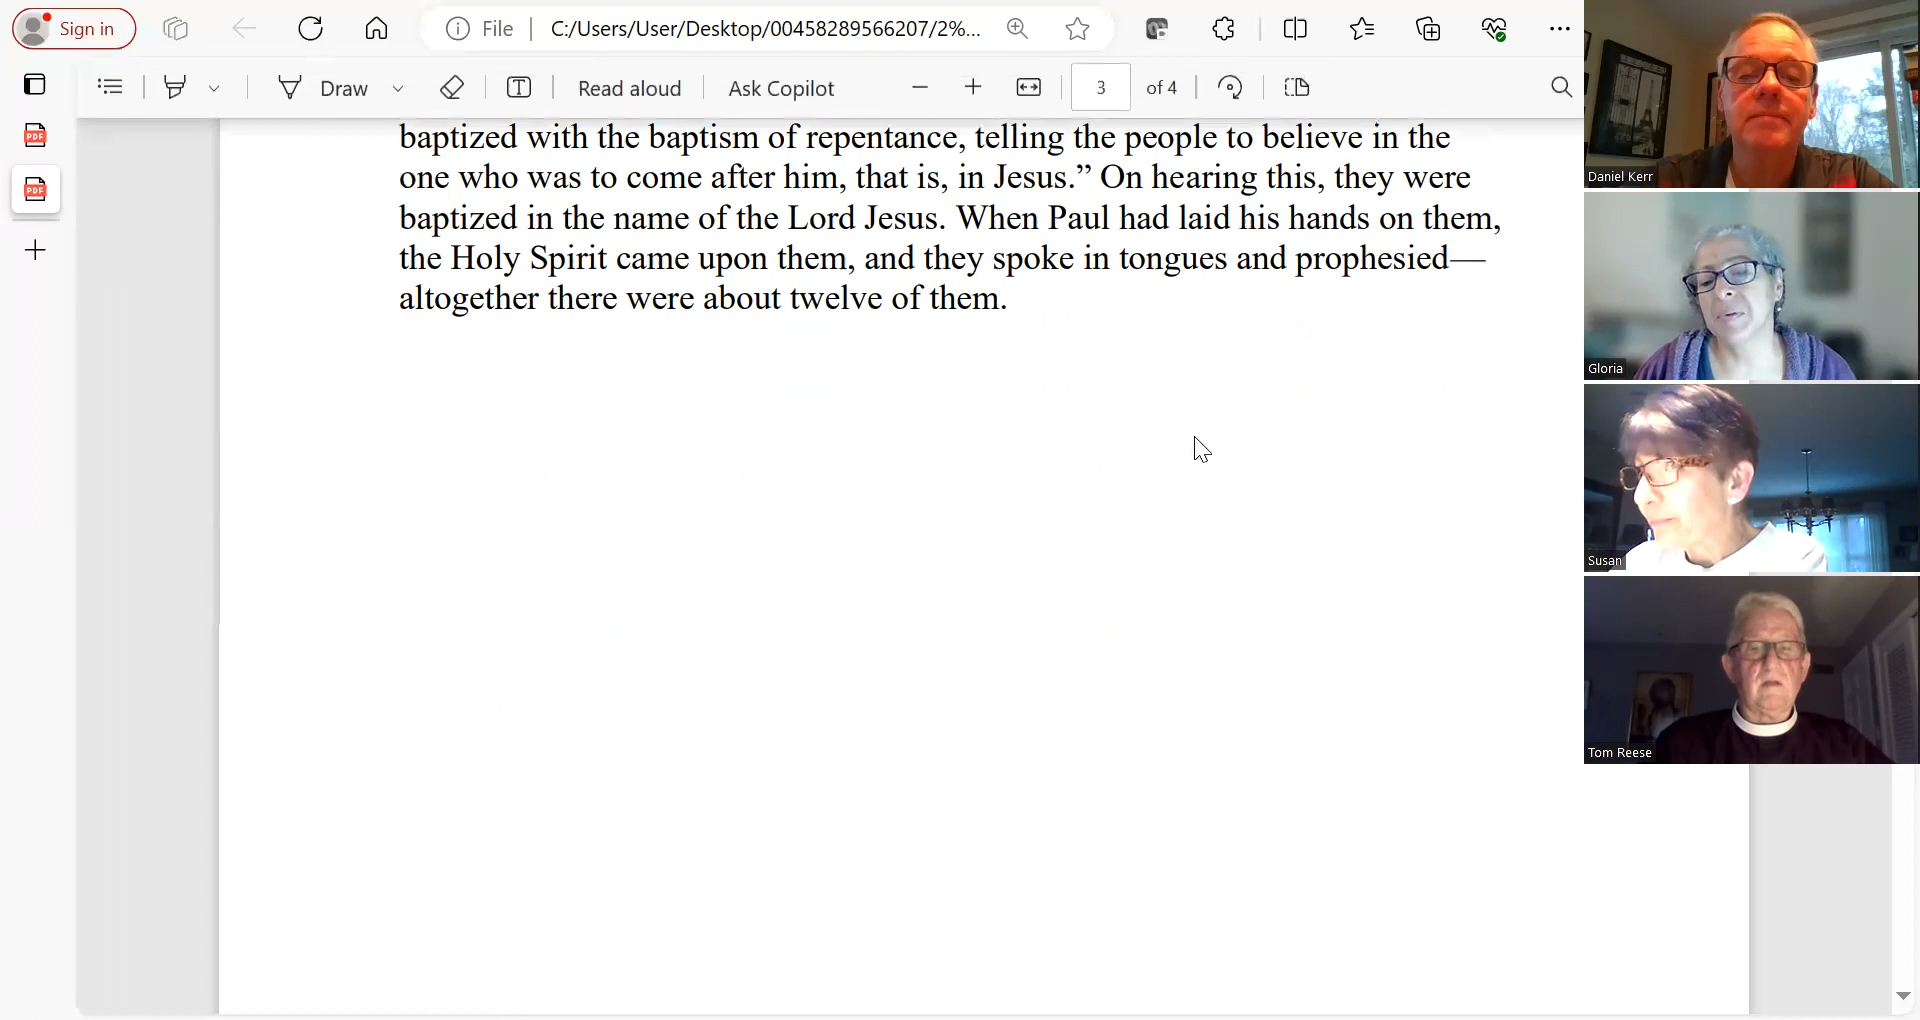 Sign in
File
C:/Users/User/Desktop/00458289566207/2%...
Draw
Read aloud
Ask Copilot
3
of 4
PDF
PDF
baptized with the baptism of repentance, telling the people to believe in the
one who was to come after him, that is, in Jesus.” On hearing this, they were
baptized in the name of the Lord Jesus. When Paul had laid his hands on them,
the Holy Spirit came upon them, and they spoke in tongues and prophesied—
altogether there were about twelve of them.
Daniel Kerr
Gloria
Susan
Tom Reese